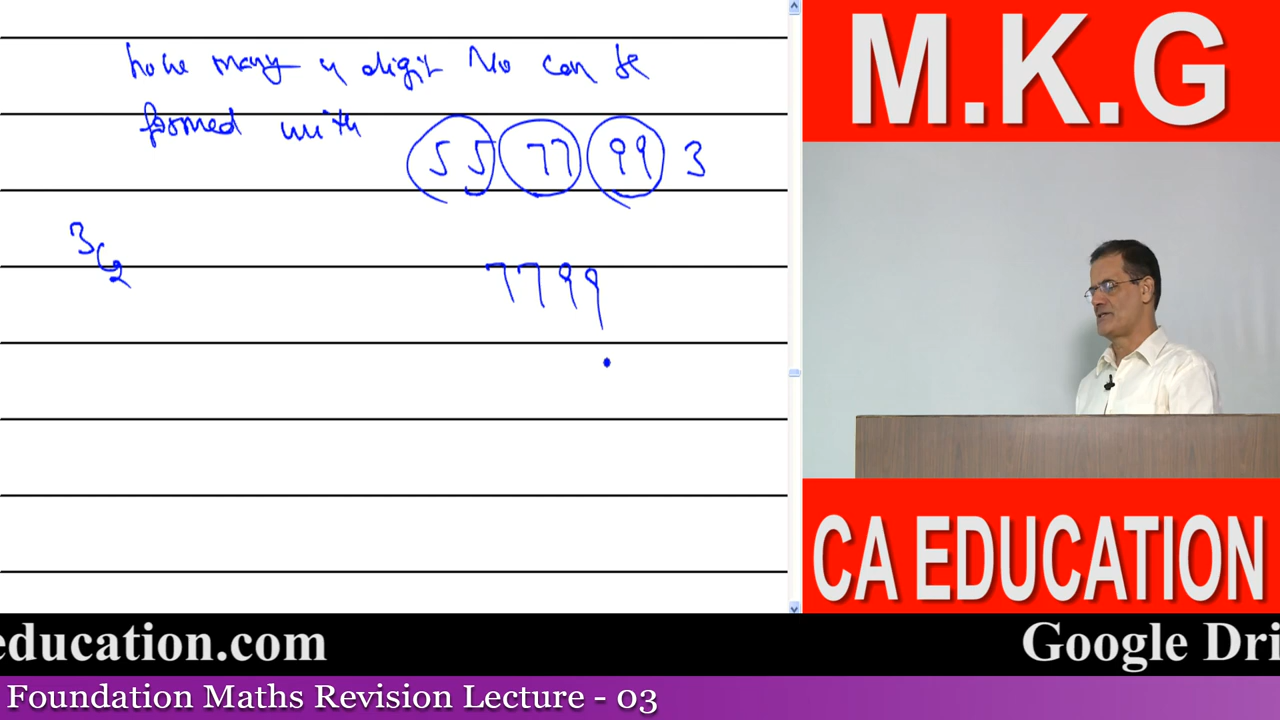 how many 4 digit No can be
formed with
55 77 99 3
3C2
7799
M.K.G
CA EDUCATION
education.com
Google Dri
Foundation Maths Revision Lecture - 03